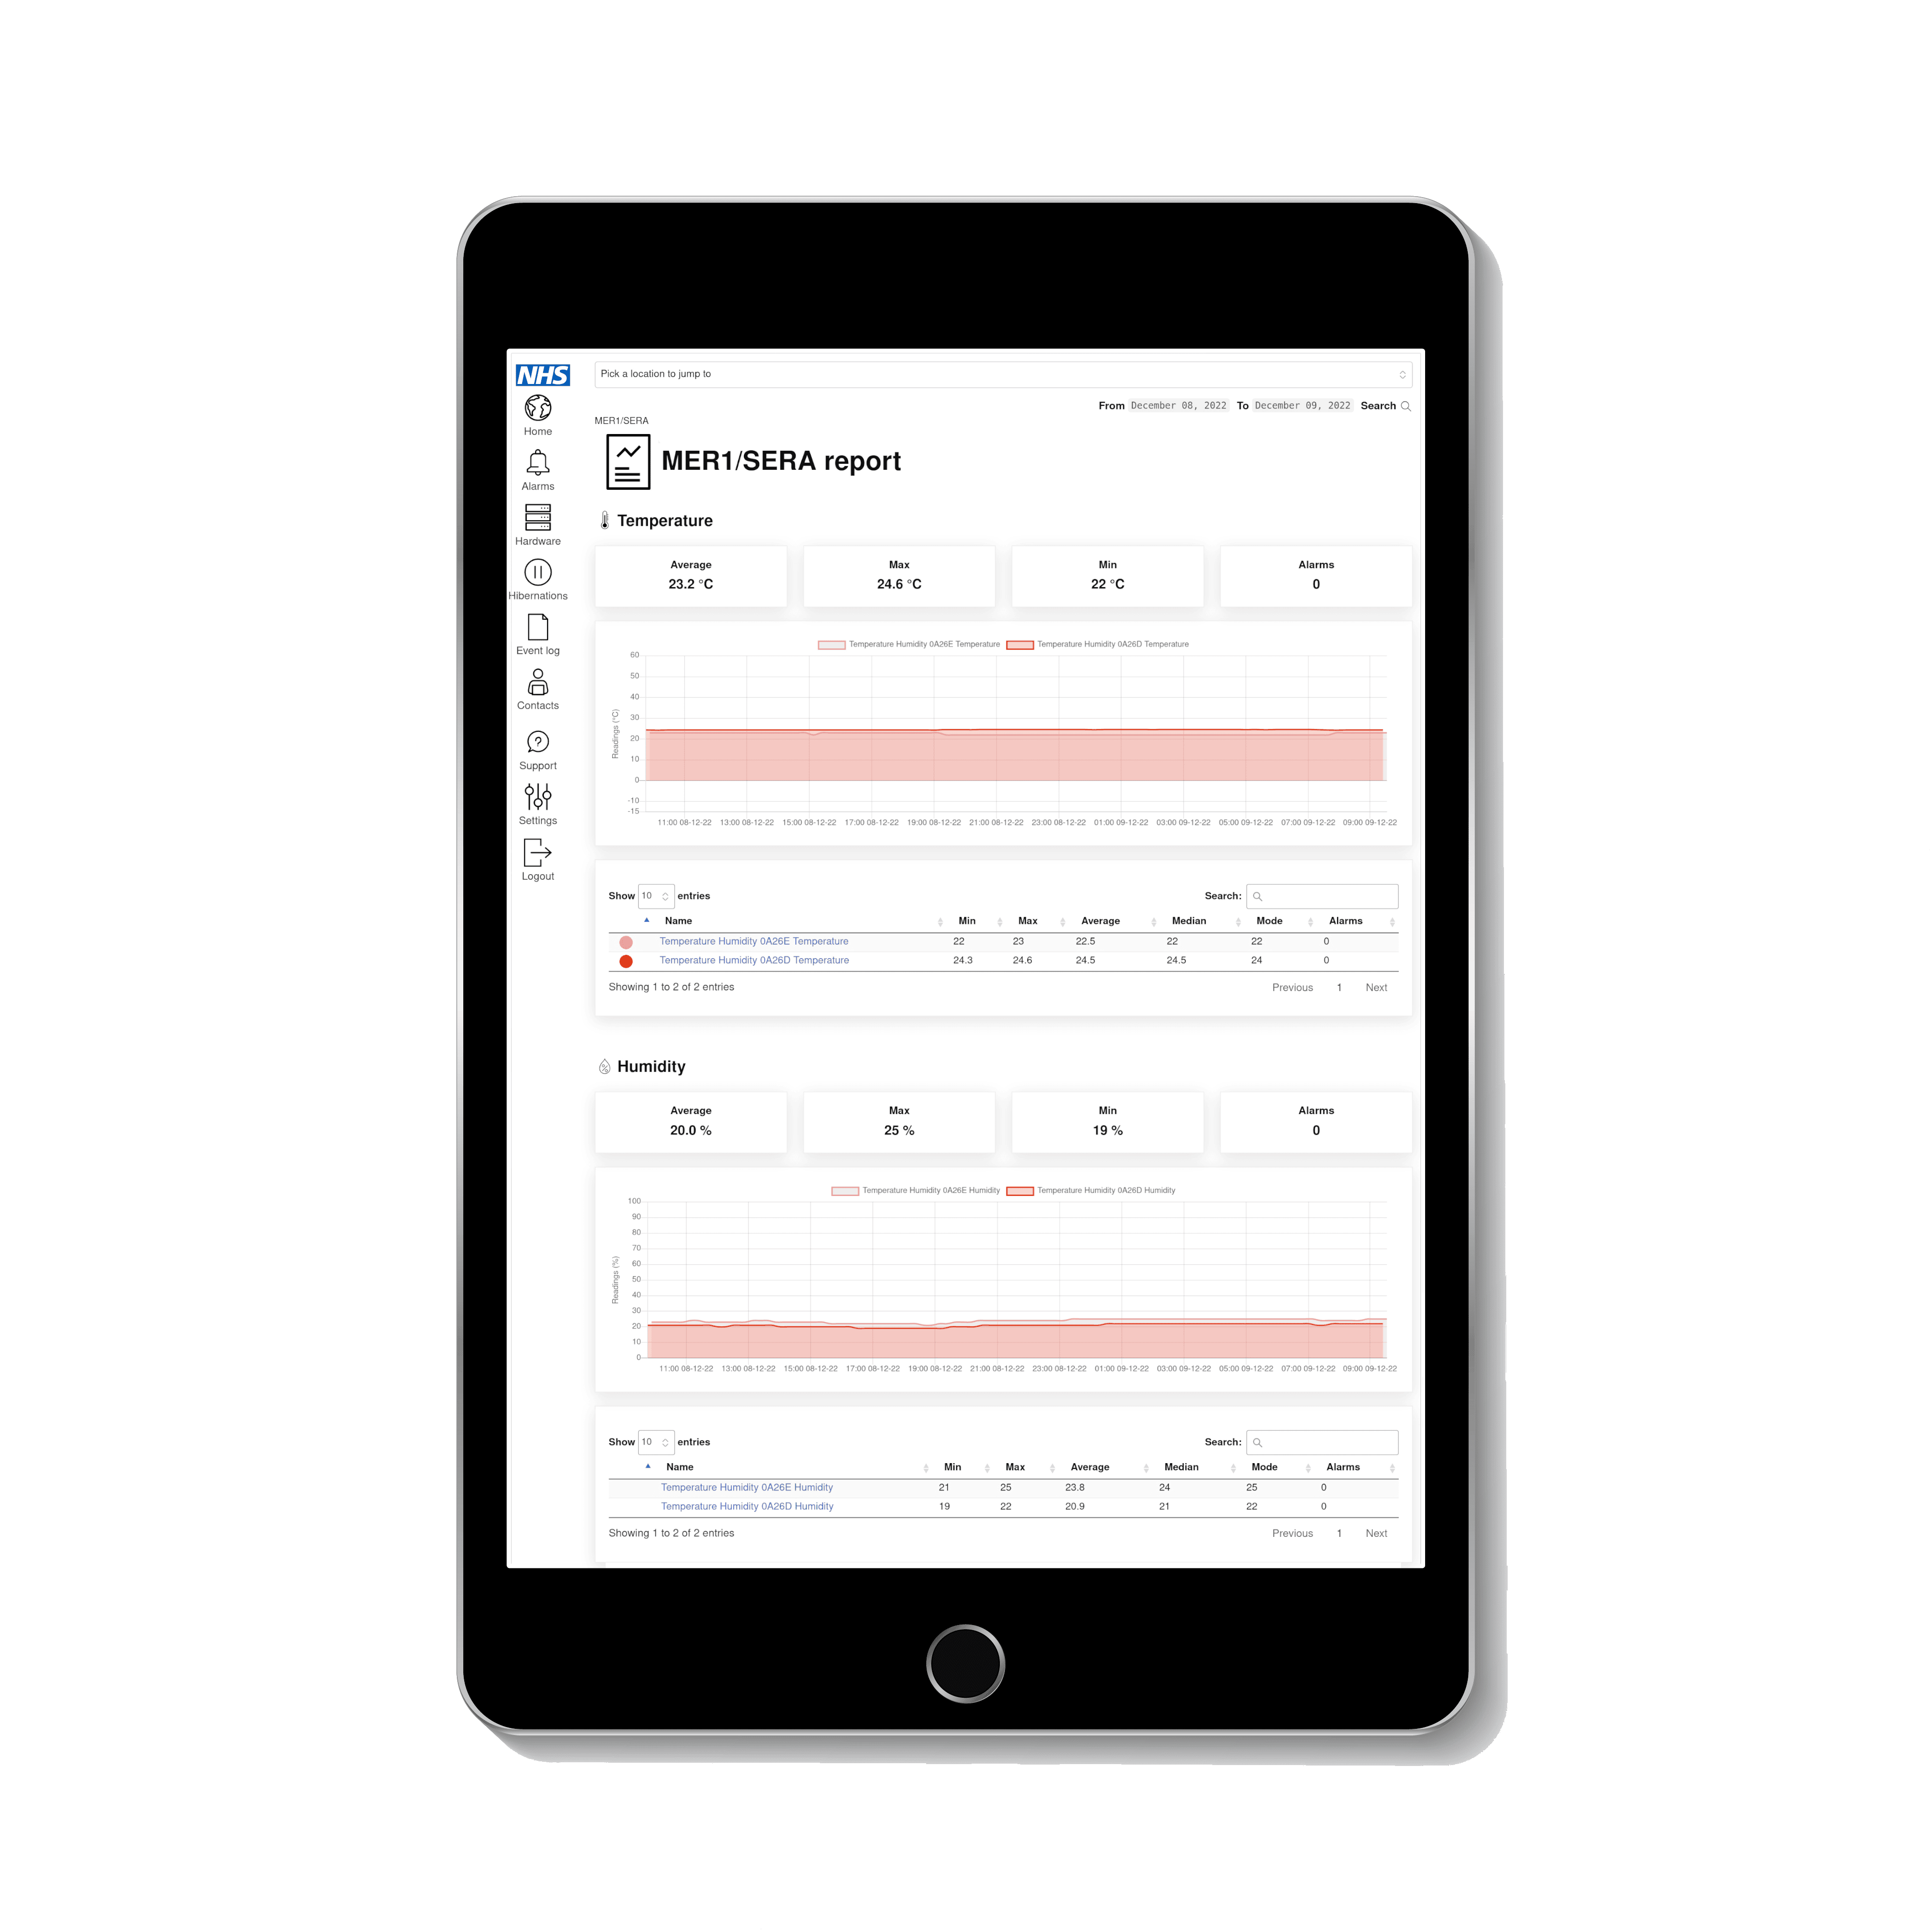 NHS
Home
Alarms
Hardware
Hibernations
Event log
Contacts
Support
Settings
Logout
Pick a location to jump to
From December 08, 2022 To December 09, 2022 Search
MER1/SERA
MER1/SERA report
Temperature
Average Max Min Alarms
23.2 °C 24.6 °C 22 °C 0
Temperature Humidity 0A26E Temperature Temperature Humidity 0A26D Temperature
Readings (°C)
60
50
40
30
20
10
0
-10
-15
11:00 08-12-22 13:00 08-12-22 15:00 08-12-22 17:00 08-12-22 19:00 08-12-22 21:00 08-12-22 23:00 08-12-22 01:00 09-12-22 03:00 09-12-22 05:00 09-12-22 07:00 09-12-22 09:00 09-12-22
Show 10 entries Search:
Name Min Max Average Median Mode Alarms
Temperature Humidity 0A26E Temperature 22 23 22.5 22 22 0
Temperature Humidity 0A26D Temperature 24.3 24.6 24.5 24.5 24 0
Showing 1 to 2 of 2 entries Previous 1 Next
Humidity
Average Max Min Alarms
20.0 % 25 % 19 % 0
Temperature Humidity 0A26E Humidity Temperature Humidity 0A26D Humidity
Readings (%)
100
90
80
70
60
50
40
30
20
10
0
11:00 08-12-22 13:00 08-12-22 15:00 08-12-22 17:00 08-12-22 19:00 08-12-22 21:00 08-12-22 23:00 08-12-22 01:00 09-12-22 03:00 09-12-22 05:00 09-12-22 07:00 09-12-22 09:00 09-12-22
Show 10 entries Search:
Name Min Max Average Median Mode Alarms
Temperature Humidity 0A26E Humidity 21 25 23.8 24 25 0
Temperature Humidity 0A26D Humidity 19 22 20.9 21 22 0
Showing 1 to 2 of 2 entries Previous 1 Next